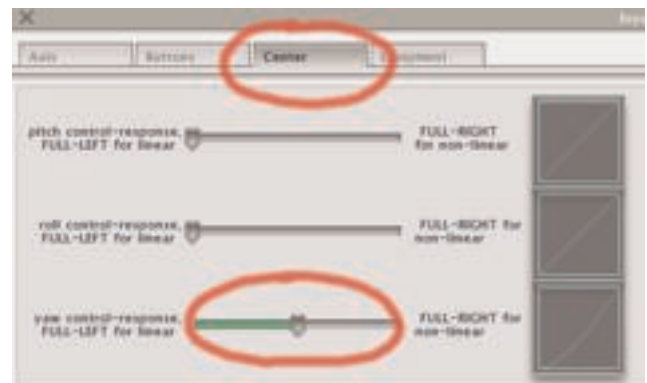 Axis
Buttons
Center
Equipment
pitch control-response,
FULL-LEFT for linear
FULL-RIGHT
for non-linear
roll control-response,
FULL-LEFT for linear
FULL-RIGHT for
non-linear
yaw control-response,
FULL-LEFT for linear
FULL-RIGHT for
non-linear